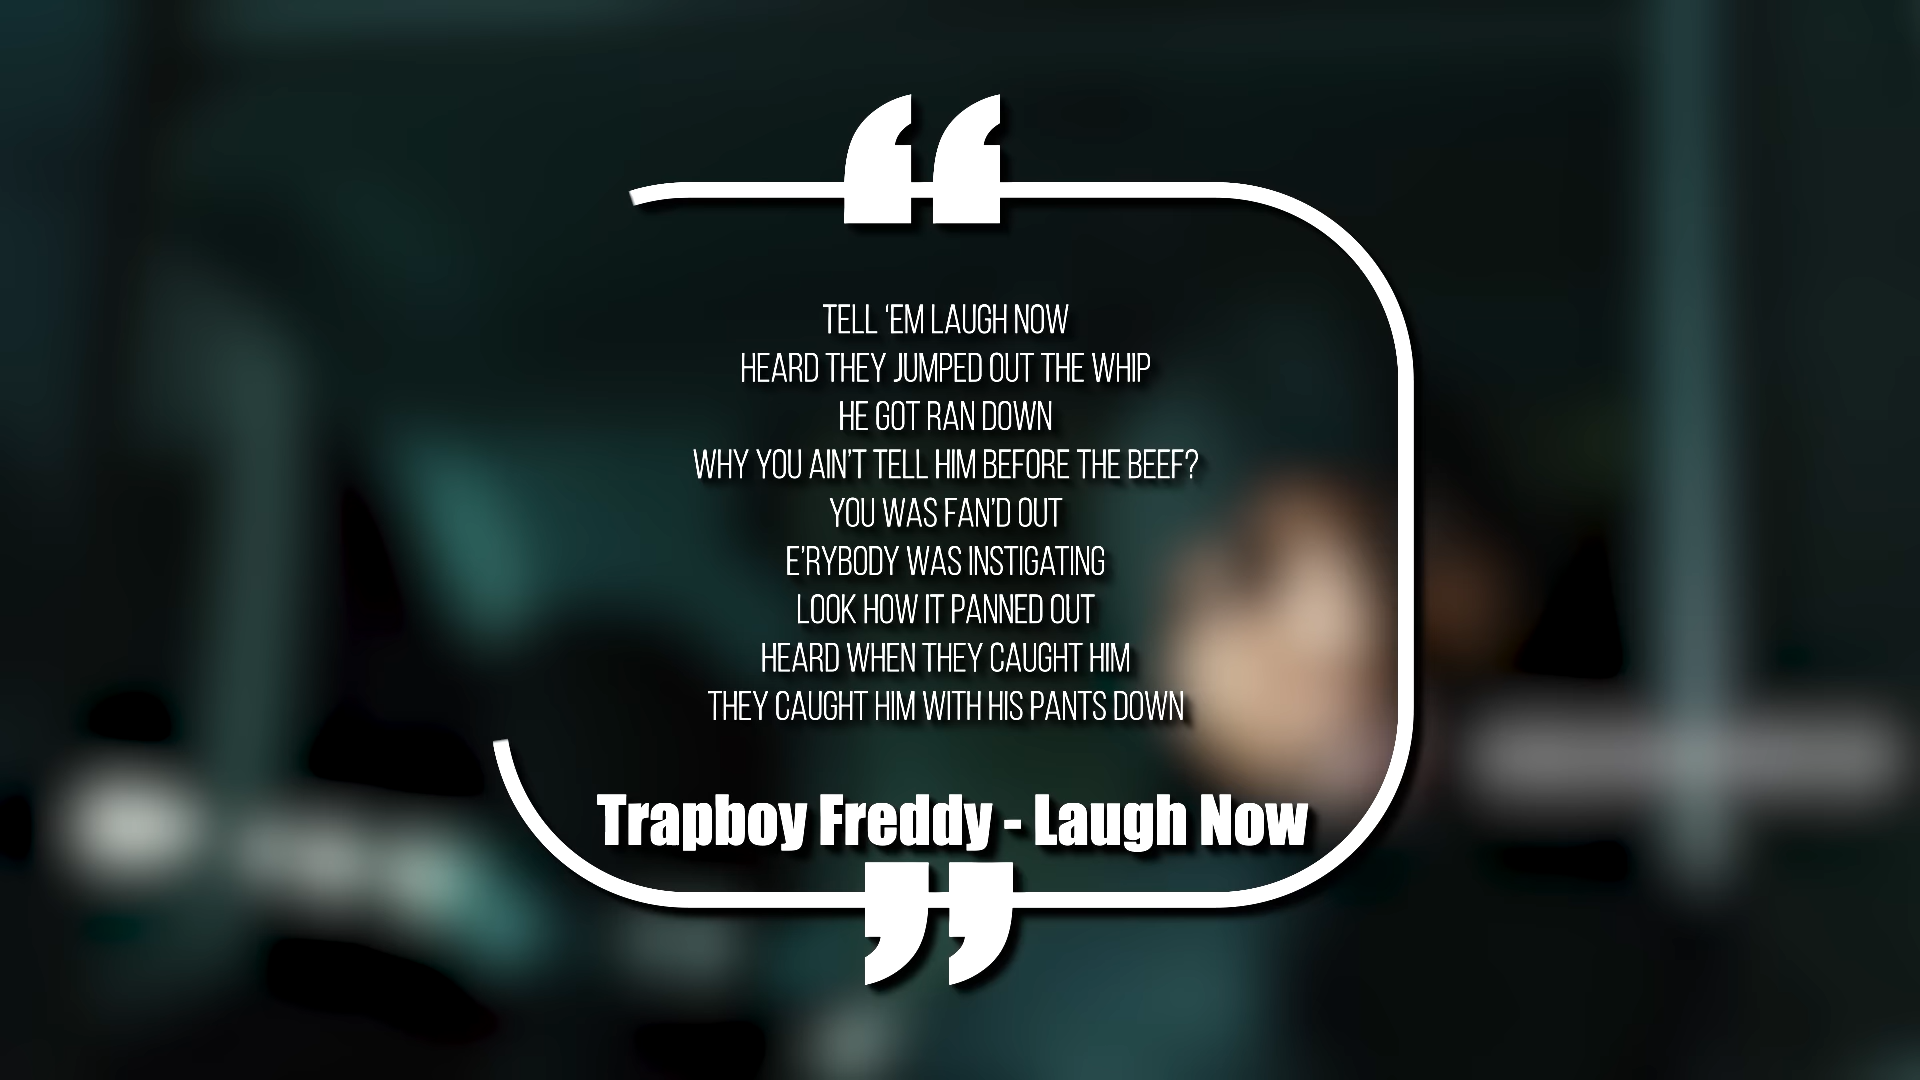 TELL ‘EM LAUGH NOW
HEARD THEY JUMPED OUT THE WHIP
HE GOT RAN DOWN
WHY YOU AIN’T TELL HIM BEFORE THE BEEF?
YOU WAS FAN’D OUT
E’RYBODY WAS INSTIGATING
LOOK HOW IT PANNED OUT
HEARD WHEN THEY CAUGHT HIM
THEY CAUGHT HIM WITH HIS PANTS DOWN
Trapboy Freddy - Laugh Now